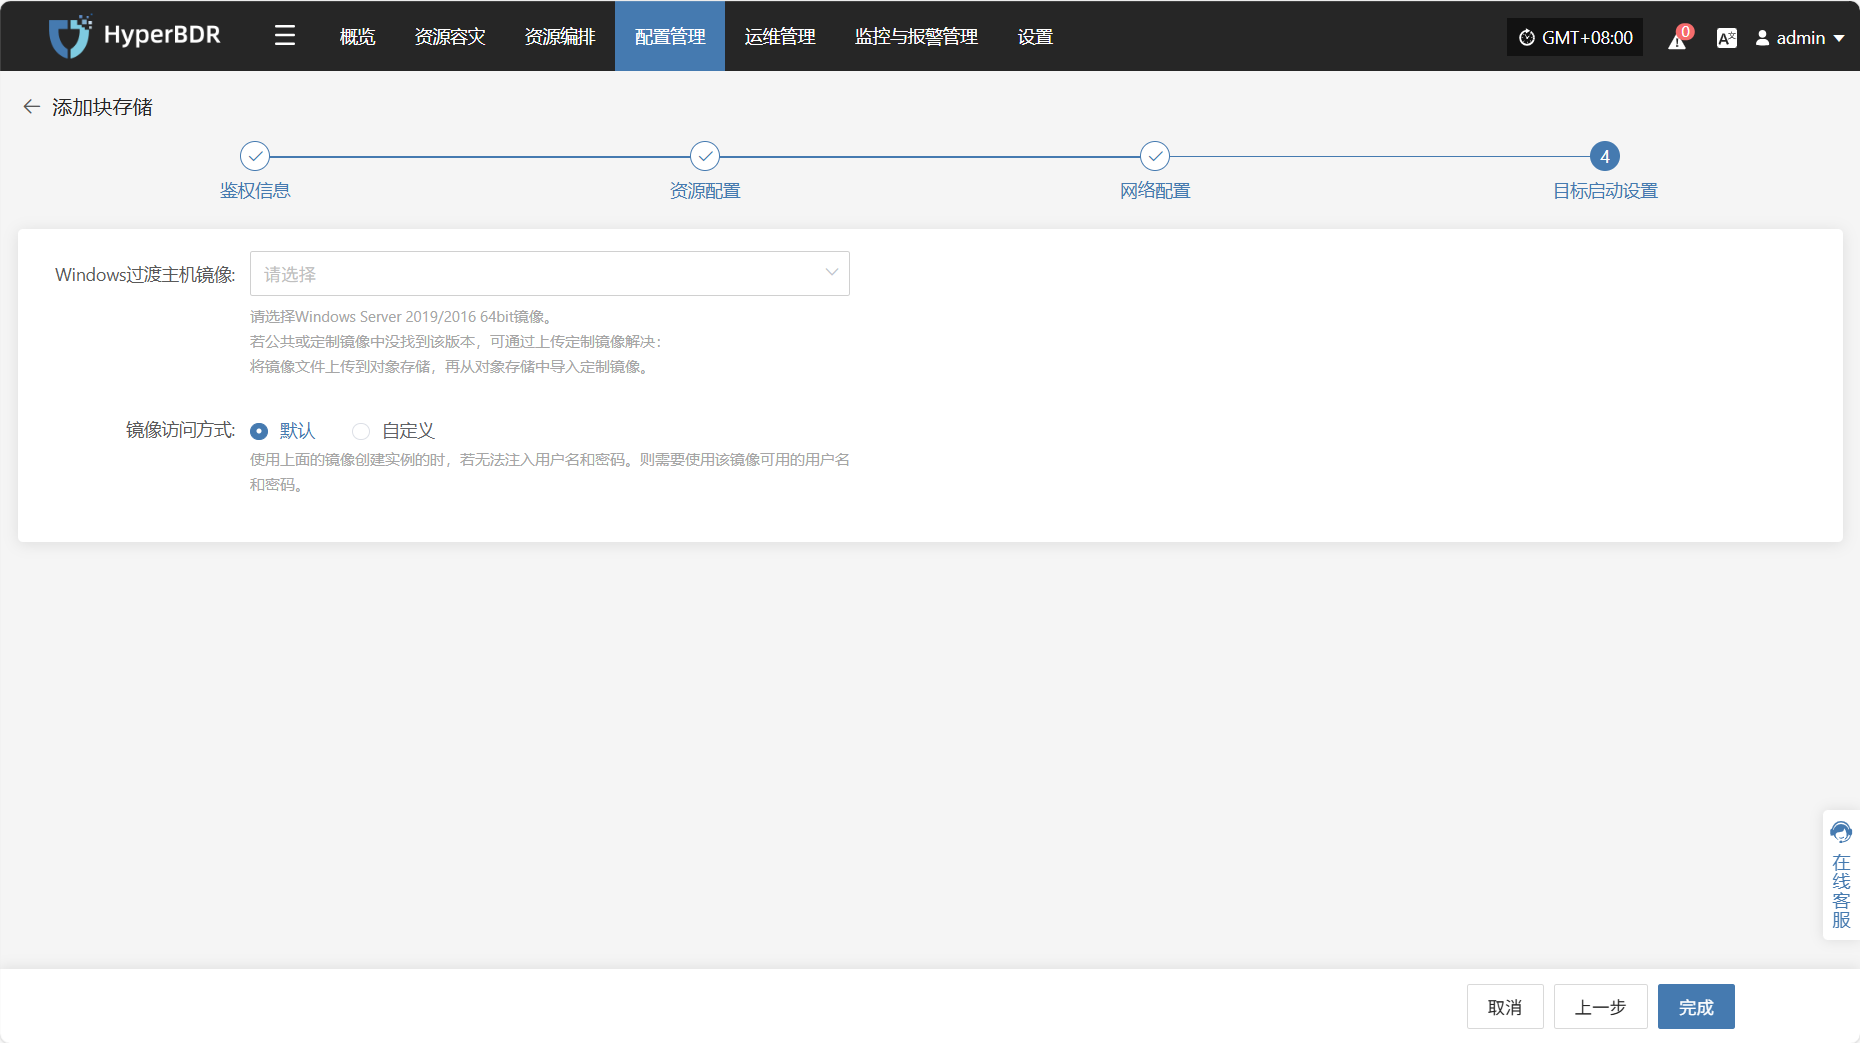 HyperBDR
概览
资源容灾
资源编排
配置管理
运维管理
监控与报警管理
设置
GMT+08:00
0
admin
添加块存储
4
鉴权信息
资源配置
网络配置
目标启动设置
Windows过渡主机镜像:
请选择
请选择Windows Server 2019/2016 64bit镜像。
若公共或定制镜像中没找到该版本，可通过上传定制镜像解决：
将镜像文件上传到对象存储，再从对象存储中导入定制镜像。
镜像访问方式:
默认
自定义
使用上面的镜像创建实例的时，若无法注入用户名和密码。则需要使用该镜像可用的用户名
和密码。
在线客服
取消
上一步
完成